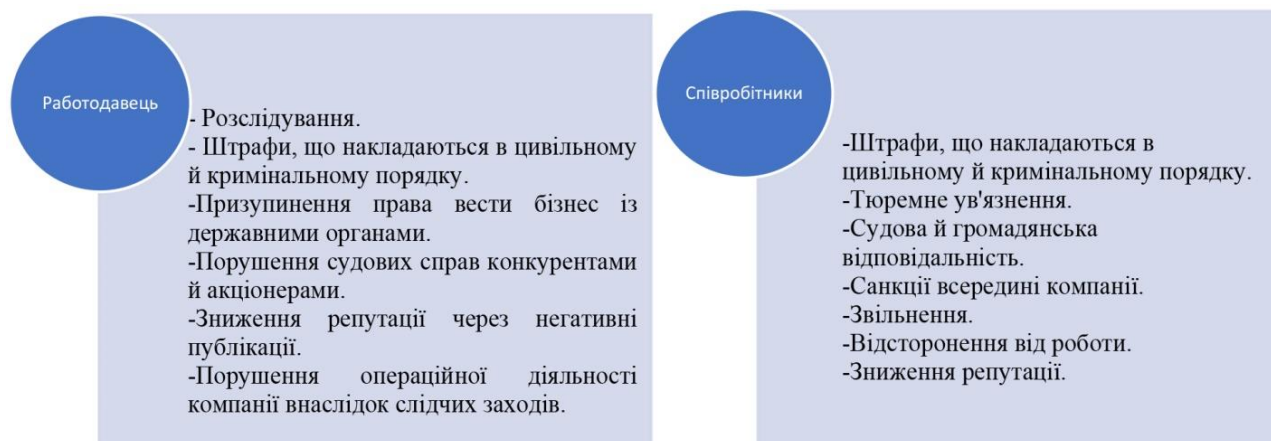 Работодавець
- Розслідування.
- Штрафи, що накладаються в цивільному
й кримінальному порядку.
-Призупинення права вести бізнес із
державними органами.
-Порушення судових справ конкурентами
й акціонерами.
-Зниження репутації через негативні
публікації.
-Порушення операційної діяльності
компанії внаслідок слідчих заходів.
Співробітники
-Штрафи, що накладаються в
цивільному й кримінальному порядку.
-Тюремне ув'язнення.
-Судова й громадянська
відповідальність.
-Санкції всередині компанії.
-Звільнення.
-Відсторонення від роботи.
-Зниження репутації.